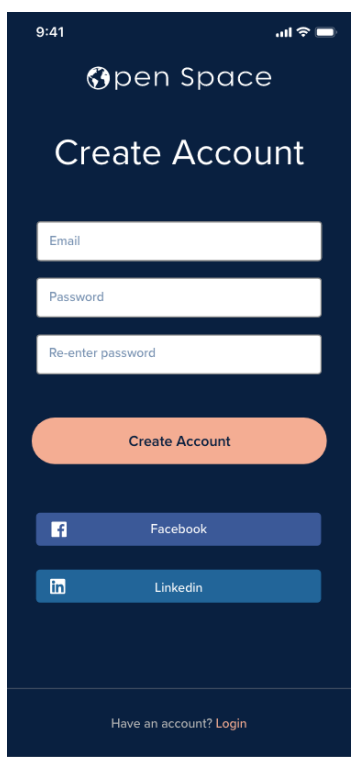 9:41
Open Space
Create Account
Email
Password
Re-enter password
Create Account
Facebook
Linkedin
Have an account? Login